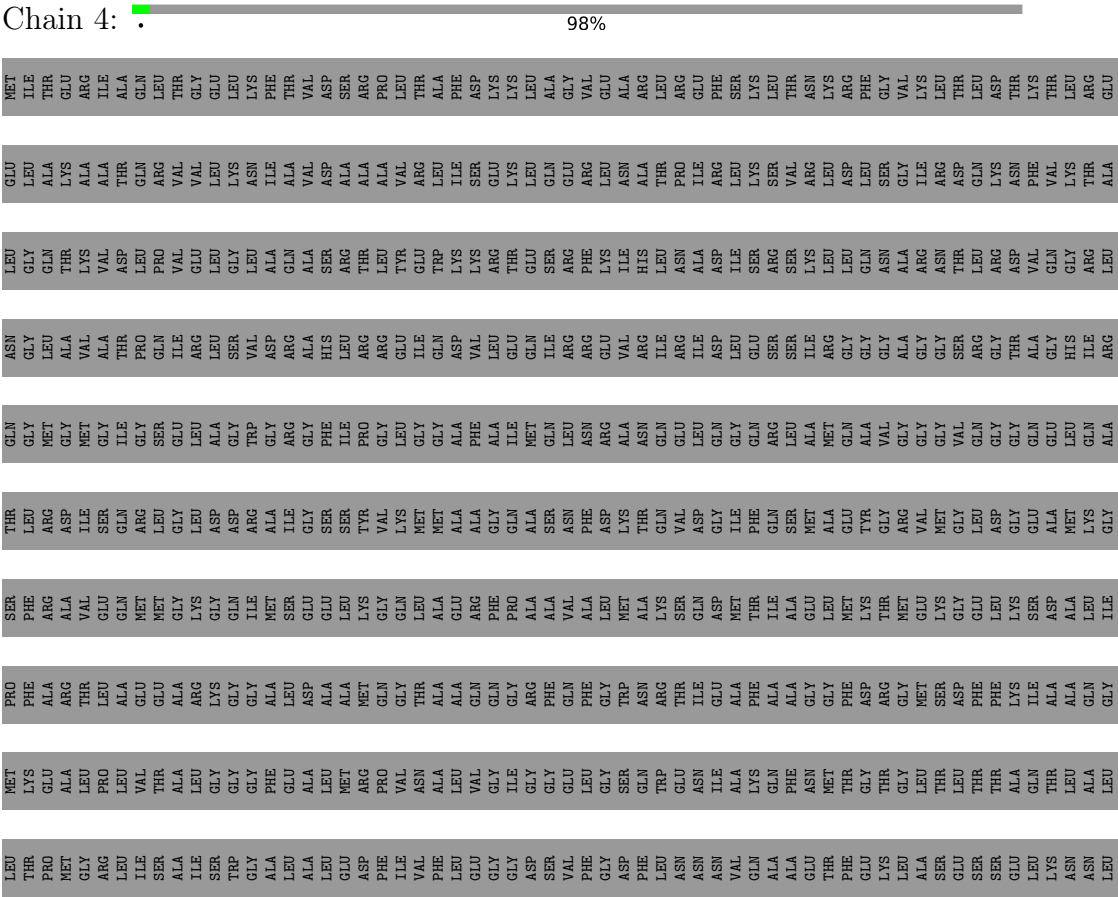 Chain 4: .
98%
MET ILE THR GLU ARG ILE ALA GLN LEU THR GLY GLU LEU LYS PHE THR VAL ASP SER ARG PRO LEU THR ALA PHE ASP LYS LYS LEU ALA GLY VAL GLU ALA ARG LEU ARG GLU PHE SER LYS LEU THR ASN LYS ARG PHE GLY VAL LYS LEU THR LEU ASP THR LYS THR LEU ARG GLU
GLU LEU ALA LYS ALA ALA THR GLN ARG VAL VAL LEU LYS ASN ILE ALA VAL ASP ALA ALA ALA VAL ARG LEU ILE SER GLU LYS LEU GLN GLU ARG LEU ASN ALA THR PRO ILE ARG LEU LYS SER VAL ARG LEU ASP LEU SER GLY ILE ARG ASP GLN LYS ASN PHE VAL LYS THR ALA
LEU GLY GLN THR LYS VAL ASP LEU PRO VAL GLU LEU GLY LEU ALA GLN ALA SER ARG THR LEU TYR GLU TRP LYS LYS ARG THR GLU SER ARG PHE LYS ILE HIS LEU ASN ALA ASP ILE SER ARG SER LYS LEU LEU GLN ASN ALA ARG ASN THR LEU ARG ASP VAL GLN GLY ARG LEU
ASN GLY LEU ALA VAL ALA THR PRO GLN ILE ARG LEU SER VAL ASP ARG ALA HIS LEU ARG ARG GLU ILE GLN ASP VAL LEU GLU GLN ILE ARG ARG GLU VAL ARG ILE ARG ILE ASP LEU GLU SER SER ILE ARG GLY GLY GLY ALA GLY GLY SER ARG GLY THR ALA GLY HIS ILE ARG
GLN GLY MET GLY MET GLY ILE GLY SER GLU LEU ALA GLY TRP GLY ARG GLY PHE ILE PRO GLY LEU GLY GLY ALA PHE ALA ILE MET GLN LEU ASN ARG ALA ASN GLN GLU LEU GLN GLY GLN ARG LEU ALA MET GLN ALA VAL GLY GLY GLY VAL GLN GLY GLY GLN GLU LEU GLN ALA
THR LEU ARG ASP ILE SER GLN ARG LEU GLY LEU ASP ASP ARG ALA ILE GLY SER SER TYR VAL LYS MET MET ALA ALA GLY GLN ALA SER ASN PHE ASP LYS THR GLN VAL ASP GLY ILE PHE GLN SER MET ALA GLU TYR GLY ARG VAL MET GLY LEU ASP GLY GLU ALA MET LYS GLY
SER PHE ARG ALA VAL GLU GLN MET MET GLY LYS GLY GLN ILE MET SER GLU GLU LEU LYS GLY GLN LEU ALA GLU ARG PHE PRO ALA ALA VAL ALA LEU MET ALA LYS SER GLN ASP MET THR ILE ALA GLU LEU MET LYS THR MET GLU LYS GLY GLU LEU LYS SER ASP ALA LEU ILE
PRO PHE ALA ARG THR LEU ALA GLU GLU ALA ARG LYS GLY GLY ALA LEU ASP ALA ALA MET GLN GLY THR ALA ALA GLN GLN GLY ARG PHE GLN PHE GLY TRP ASN ARG THR ILE GLU ALA PHE ALA ALA GLY GLY PHE ASP ARG GLY MET SER ASP PHE PHE LYS ILE ALA ALA GLN GLY
MET LYS GLU ALA LEU PRO LEU VAL THR ALA LEU GLY GLY GLY PHE GLU ALA LEU MET ARG PRO VAL ASN ALA LEU VAL GLY ILE GLY GLY GLU LEU GLY SER GLN TRP GLU ASN ILE ALA LYS GLN PHE ASN MET THR GLY THR GLY LEU THR LEU THR THR ALA GLN THR LEU ALA LEU
LEU THR PRO MET GLY ARG LEU ILE SER ALA ILE SER TRP GLY ALA LEU ALA LEU GLU ASP PHE ILE VAL PHE LEU GLU GLY GLY ASP SER VAL PHE GLY ASP PHE LEU ASN ASN ASN VAL GLN ALA ALA GLU THR PHE GLU LYS LEU ALA SER GLU SER SER GLU LEU LYS ASN ASN LEU